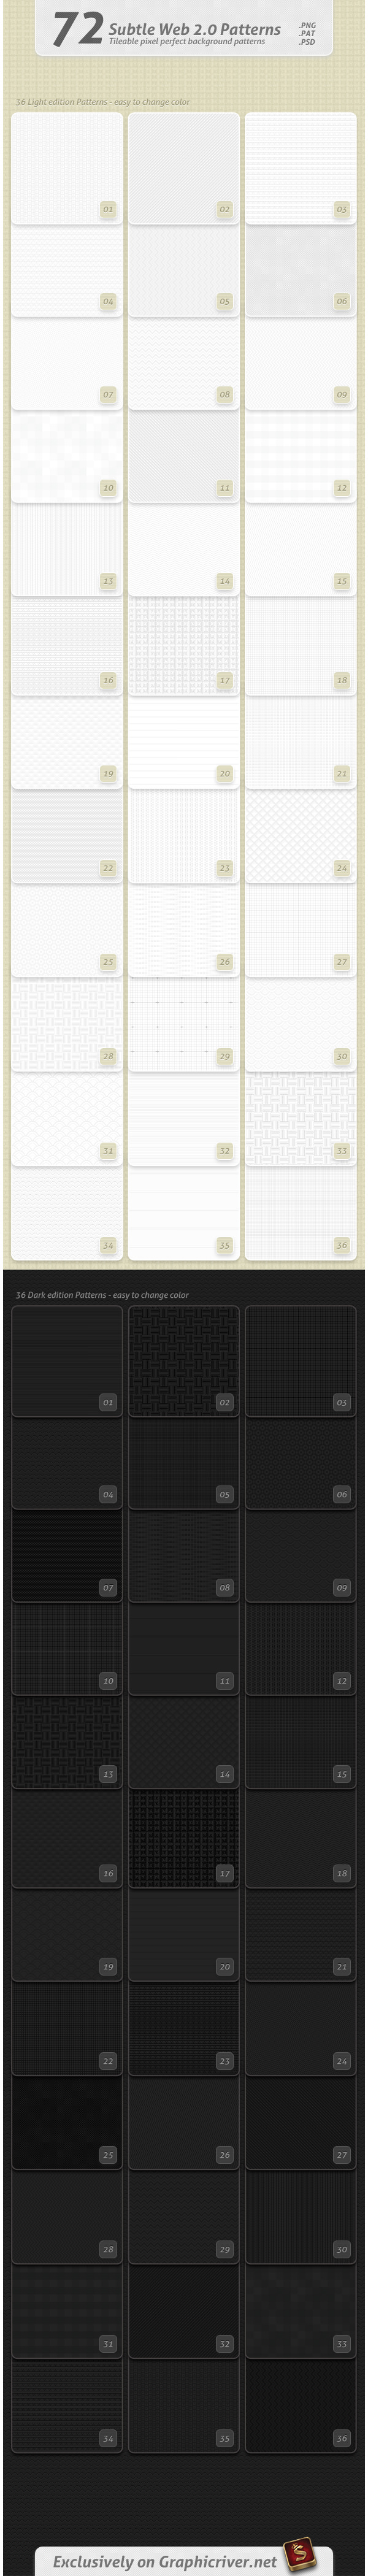 72 Subtle Web 2.0 Patterns
Tileable pixel perfect background patterns
.PNG
.PAT
.PSD
36 Light edition Patterns - easy to change color
01 02 03
04 05 06
07 08 09
10 11 12
13 14 15
16 17 18
19 20 21
22 23 24
25 26 27
28 29 30
31 32 33
34 35 36
36 Dark edition Patterns - easy to change color
01 02 03
04 05 06
07 08 09
10 11 12
13 14 15
16 17 18
19 20 21
22 23 24
25 26 27
28 29 30
31 32 33
34 35 36
Exclusively on Graphicriver.net
S